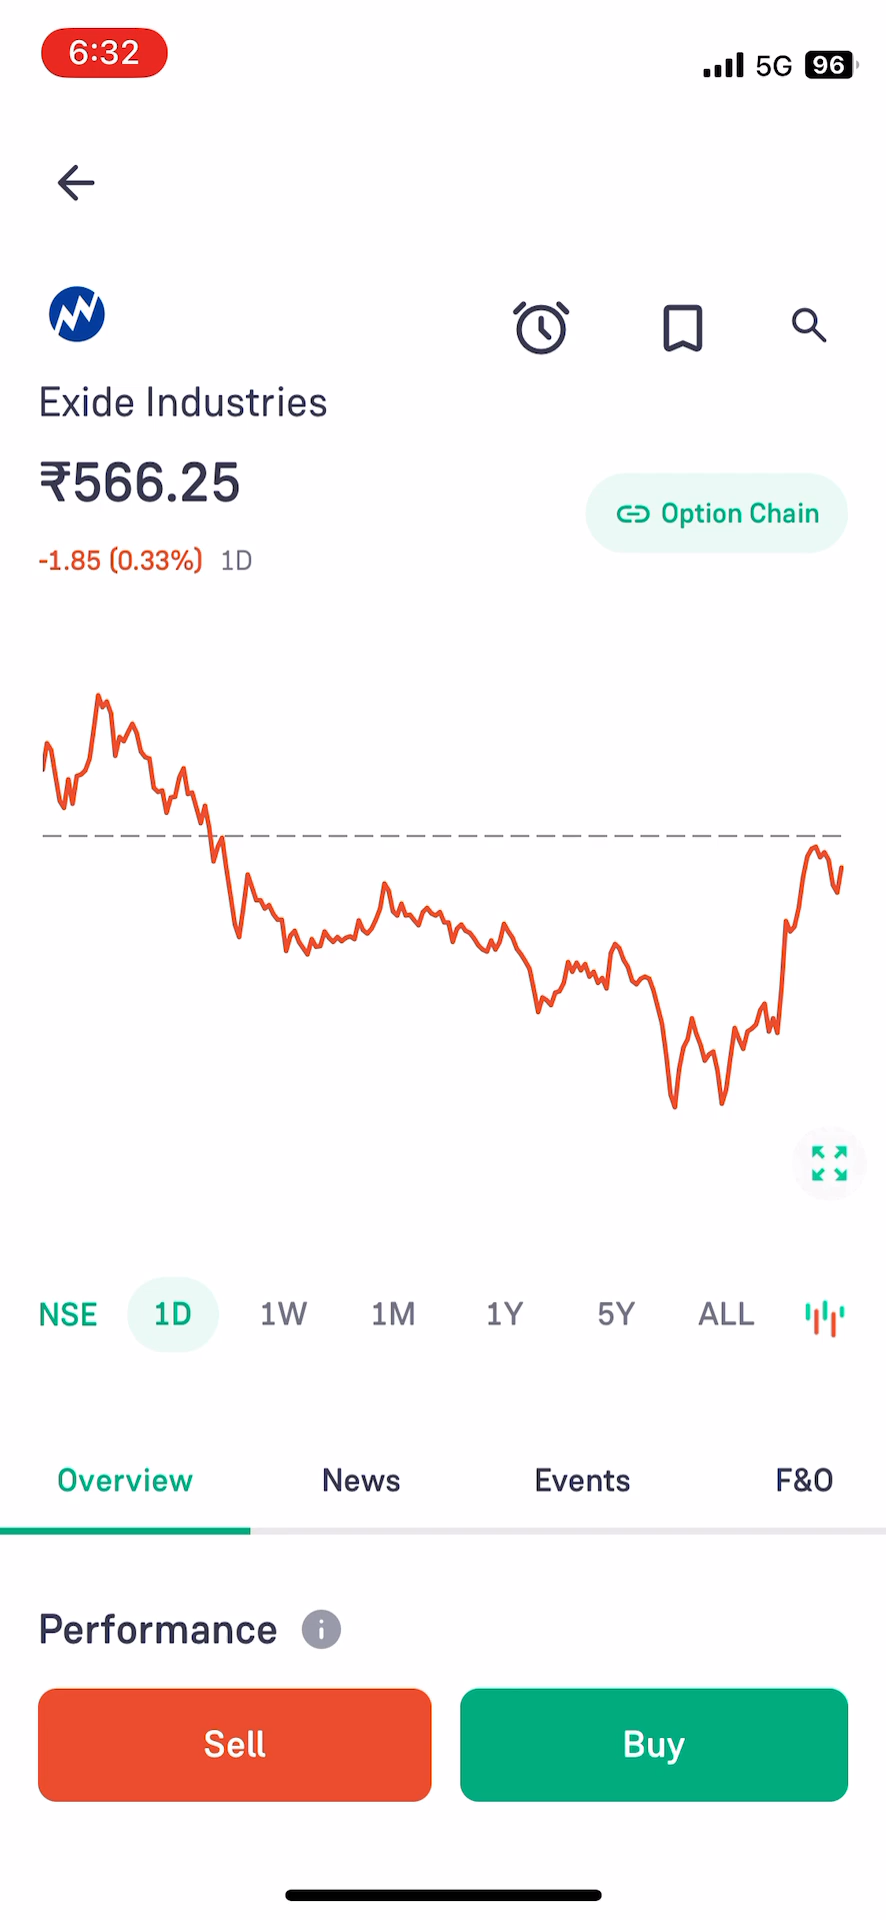 6:32
5G 96
Exide Industries
₹566.25
Option Chain
-1.85 (0.33%) 1D
NSE 1D 1W 1M 1Y 5Y ALL
Overview News Events F&O
Performance
Sell Buy